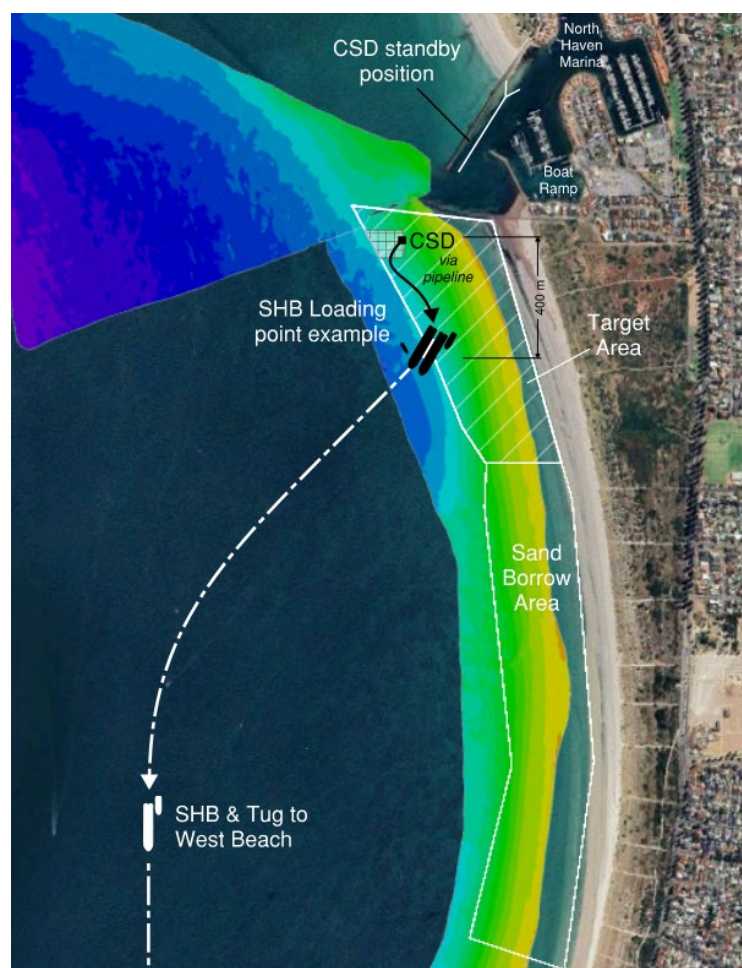 CSD standby
position
North
Haven
Marina
Boat
Ramp
CSD
via
pipeline
400 m
SHB Loading
point example
Target
Area
Sand
Borrow
Area
SHB & Tug to
West Beach